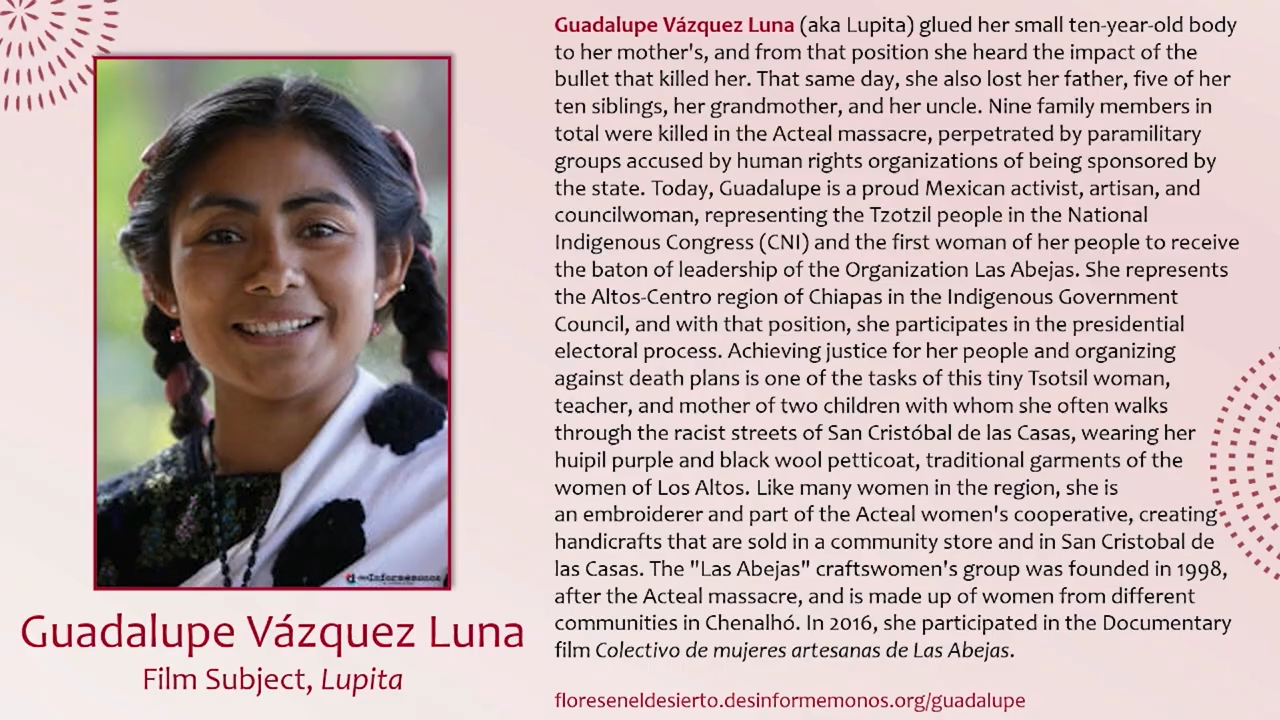 Guadalupe Vázquez Luna (aka Lupita) glued her small ten-year-old body
to her mother's, and from that position she heard the impact of the
bullet that killed her. That same day, she also lost her father, five of her
ten siblings, her grandmother, and her uncle. Nine family members in
total were killed in the Acteal massacre, perpetrated by paramilitary
groups accused by human rights organizations of being sponsored by
the state. Today, Guadalupe is a proud Mexican activist, artisan, and
councilwoman, representing the Tzotzil people in the National
Indigenous Congress (CNI) and the first woman of her people to receive
the baton of leadership of the Organization Las Abejas. She represents
the Altos-Centro region of Chiapas in the Indigenous Government
Council, and with that position, she participates in the presidential
electoral process. Achieving justice for her people and organizing
against death plans is one of the tasks of this tiny Tsotsil woman,
teacher, and mother of two children with whom she often walks
through the racist streets of San Cristóbal de las Casas, wearing her
huipil purple and black wool petticoat, traditional garments of the
women of Los Altos. Like many women in the region, she is
an embroiderer and part of the Acteal women's cooperative, creating
handicrafts that are sold in a community store and in San Cristobal de
las Casas. The "Las Abejas" craftswomen's group was founded in 1998,
after the Acteal massacre, and is made up of women from different
communities in Chenalhó. In 2016, she participated in the Documentary
film Colectivo de mujeres artesanas de Las Abejas.
floreseneldesierto.desinformemonos.org/guadalupe
desInformémonos
Guadalupe Vázquez Luna
Film Subject, Lupita